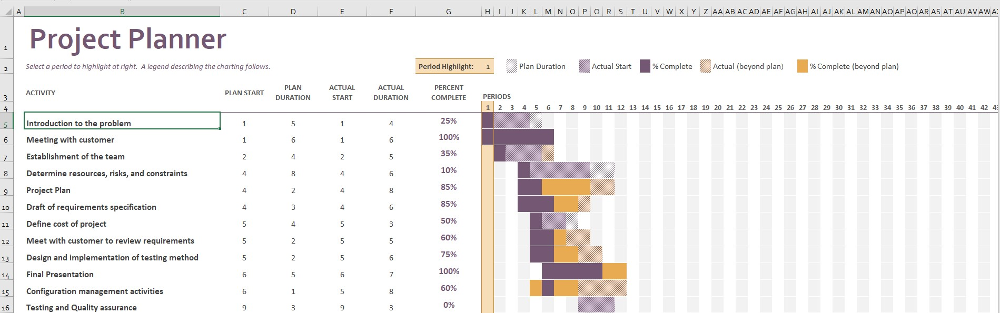 A B C D E F G H I J K L M N O P Q R S T U V W X Y Z AA AB AC AD AE AF AG AH AI AJ AK AL AM AN AO AP AQ AR AS AT AU AV AW
1 Project Planner
2 Select a period to highlight at right. A legend describing the charting follows. Period Highlight: 1 Plan Duration Actual Start % Complete Actual (beyond plan) % Complete (beyond plan)
PLAN ACTUAL ACTUAL PERCENT
3 ACTIVITY PLAN START DURATION START DURATION COMPLETE PERIODS
4 1 2 3 4 5 6 7 8 9 10 11 12 13 14 15 16 17 18 19 20 21 22 23 24 25 26 27 28 29 30 31 32 33 34 35 36 37 38 39 40 41 42
5 Introduction to the problem 1 5 1 4 25%
6 Meeting with customer 1 6 1 6 100%
7 Establishment of the team 2 4 2 5 35%
8 Determine resources, risks, and constraints 4 8 4 6 10%
9 Project Plan 4 2 4 8 85%
10 Draft of requirements specification 4 3 4 6 85%
11 Define cost of project 5 4 5 3 50%
12 Meet with customer to review requirements 5 2 5 5 60%
13 Design and implementation of testing method 5 2 5 6 75%
14 Final Presentation 6 5 6 7 100%
15 Configuration management activities 6 1 5 8 60%
16 Testing and Quality assurance 9 3 9 3 0%